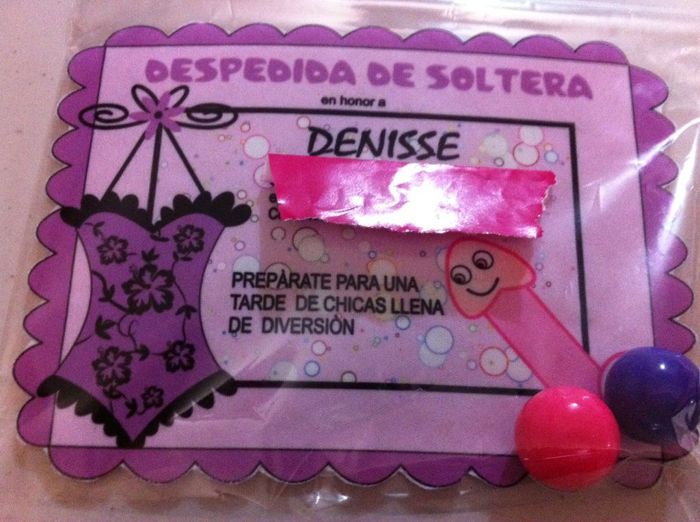 DESPEDIDA DE SOLTERA
en honor a
DENISSE
PREPÀRATE PARA UNA
TARDE DE CHICAS LLENA
DE DIVERSIÒN